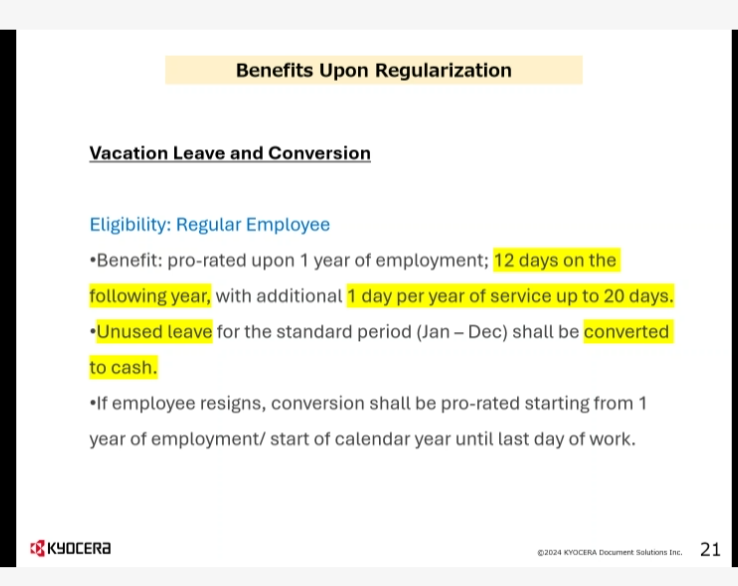 Benefits Upon Regularization
Vacation Leave and Conversion
Eligibility: Regular Employee
•Benefit: pro-rated upon 1 year of employment; 12 days on the
following year, with additional 1 day per year of service up to 20 days.
•Unused leave for the standard period (Jan – Dec) shall be converted
to cash.
•If employee resigns, conversion shall be pro-rated starting from 1
year of employment/ start of calendar year until last day of work.
KYOCERA
©2024 KYOCERA Document Solutions Inc.
21